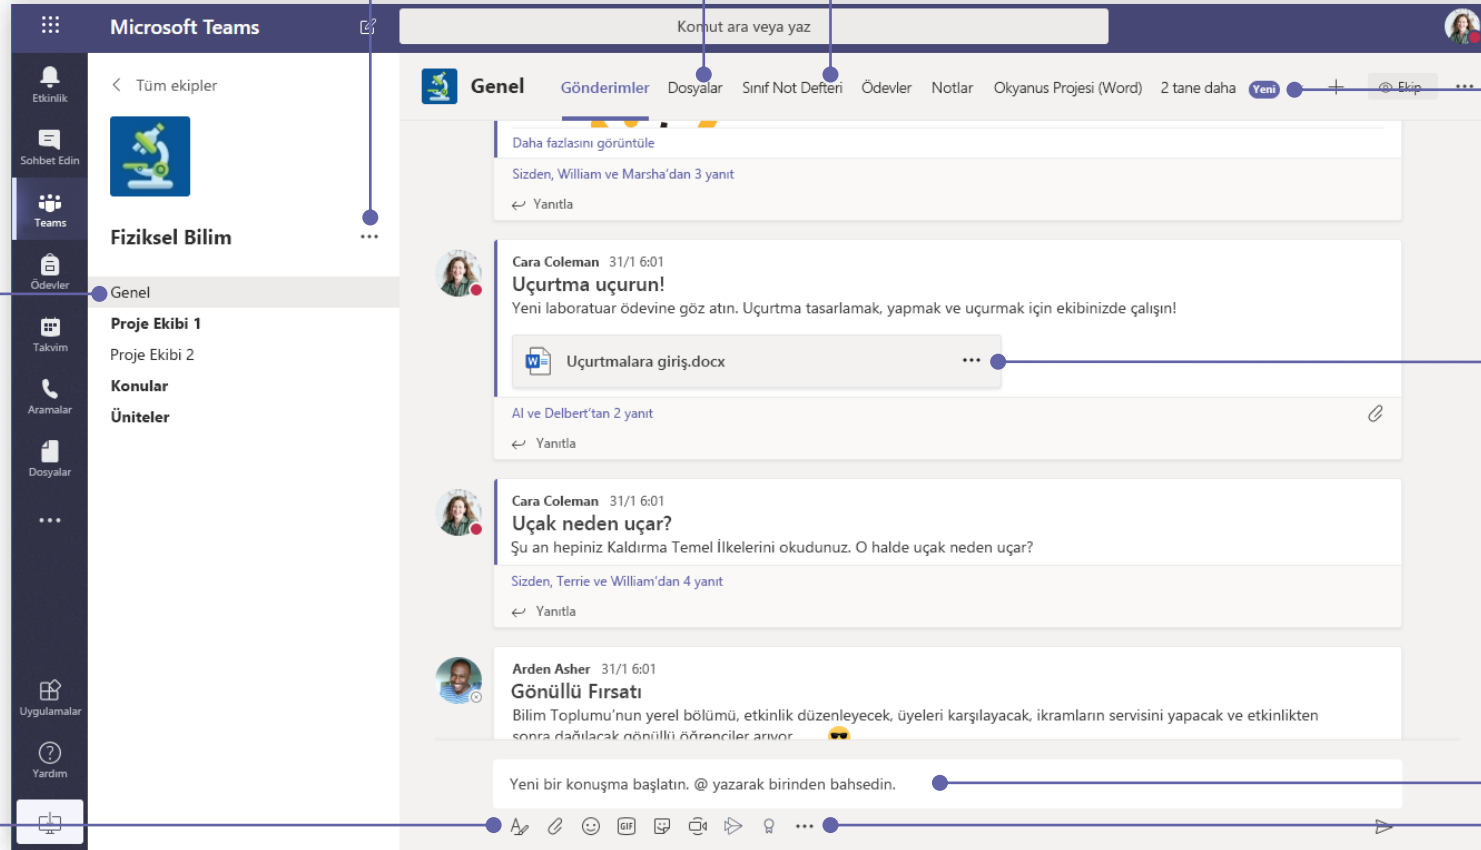 Microsoft Teams
Komut ara veya yaz
Etkinlik
Sohbet Edin
Teams
Ödevler
Takvim
Aramalar
Dosyalar
Uygulamalar
Yardım
Tüm ekipler
Fiziksel Bilim
Genel
Proje Ekibi 1
Proje Ekibi 2
Konular
Üniteler
Genel Gönderimler Dosyalar Sınıf Not Defteri Ödevler Notlar Okyanus Projesi (Word) 2 tane daha Yeni Ekip
Daha fazlasını görüntüle
Sizden, William ve Marsha'dan 3 yanıt
Yanıtla
Cara Coleman 31/1 6:01
Uçurtma uçurun!
Yeni laboratuar ödevine göz atın. Uçurtma tasarlamak, yapmak ve uçurmak için ekibinizde çalışın!
Uçurtmalara giriş.docx
Al ve Delbert'tan 2 yanıt
Yanıtla
Cara Coleman 31/1 6:01
Uçak neden uçar?
Şu an hepiniz Kaldırma Temel İlkelerini okudunuz. O halde uçak neden uçar?
Sizden, Terrie ve William'dan 4 yanıt
Yanıtla
Arden Asher 31/1 6:01
Gönüllü Fırsatı
Bilim Toplumu'nun yerel bölümü, etkinlik düzenleyecek, üyeleri karşılayacak, ikramların servisini yapacak ve etkinlikten
sonra dağılacak gönüllü öğrenciler arıyor
Yeni bir konuşma başlatın. @ yazarak birinden bahsedin.
GIF